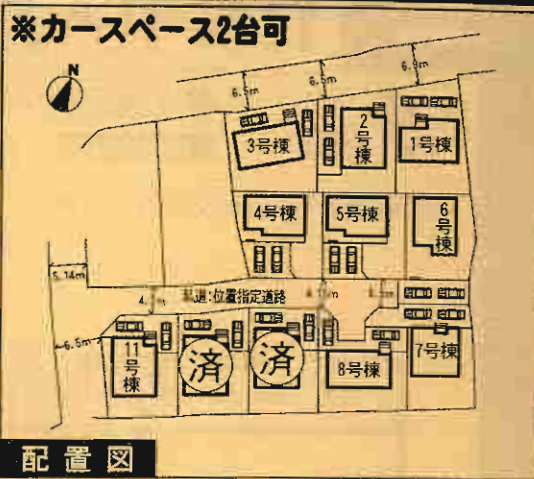 ※カースペース2台可
N
6.5m
6.5m
3号棟
2号棟
1号棟
4号棟
5号棟
6号棟
5.14m
道:位置指定道路
6.5m
11号棟
済
済
8号棟
7号棟
配置図